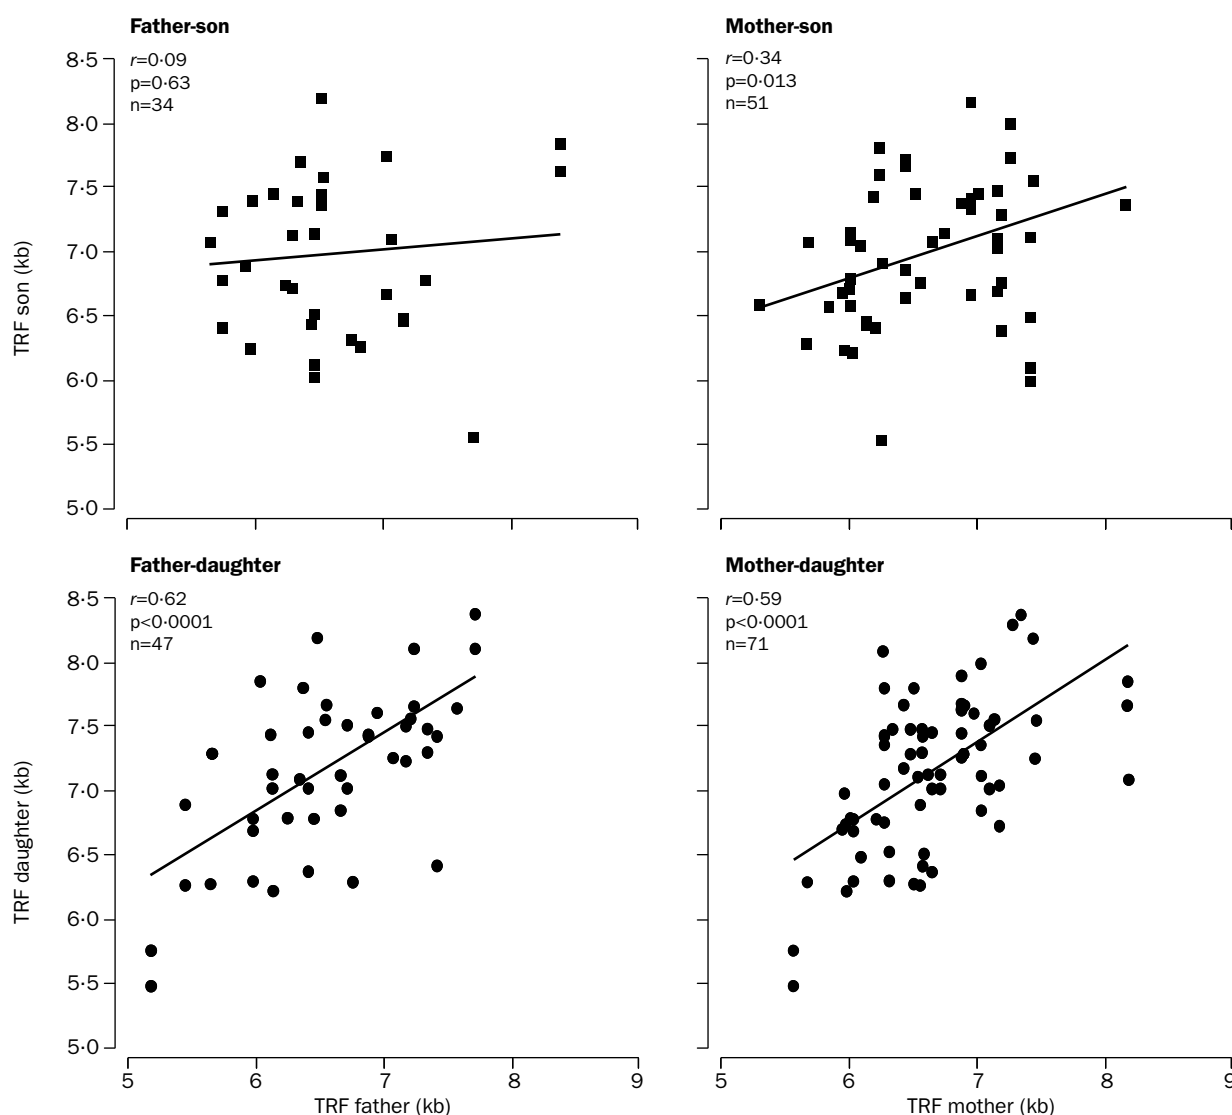 Father-son
r=0·09
p=0·63
n=34
8·5
8·0
7·5
7·0
6·5
6·0
5·5
5·0
TRF son (kb)
Mother-son
r=0·34
p=0·013
n=51
Father-daughter
r=0·62
p<0·0001
n=47
8·5
8·0
7·5
7·0
6·5
6·0
5·5
5·0
TRF daughter (kb)
5 6 7 8 9
TRF father (kb)
Mother-daughter
r=0·59
p<0·0001
n=71
5 6 7 8 9
TRF mother (kb)